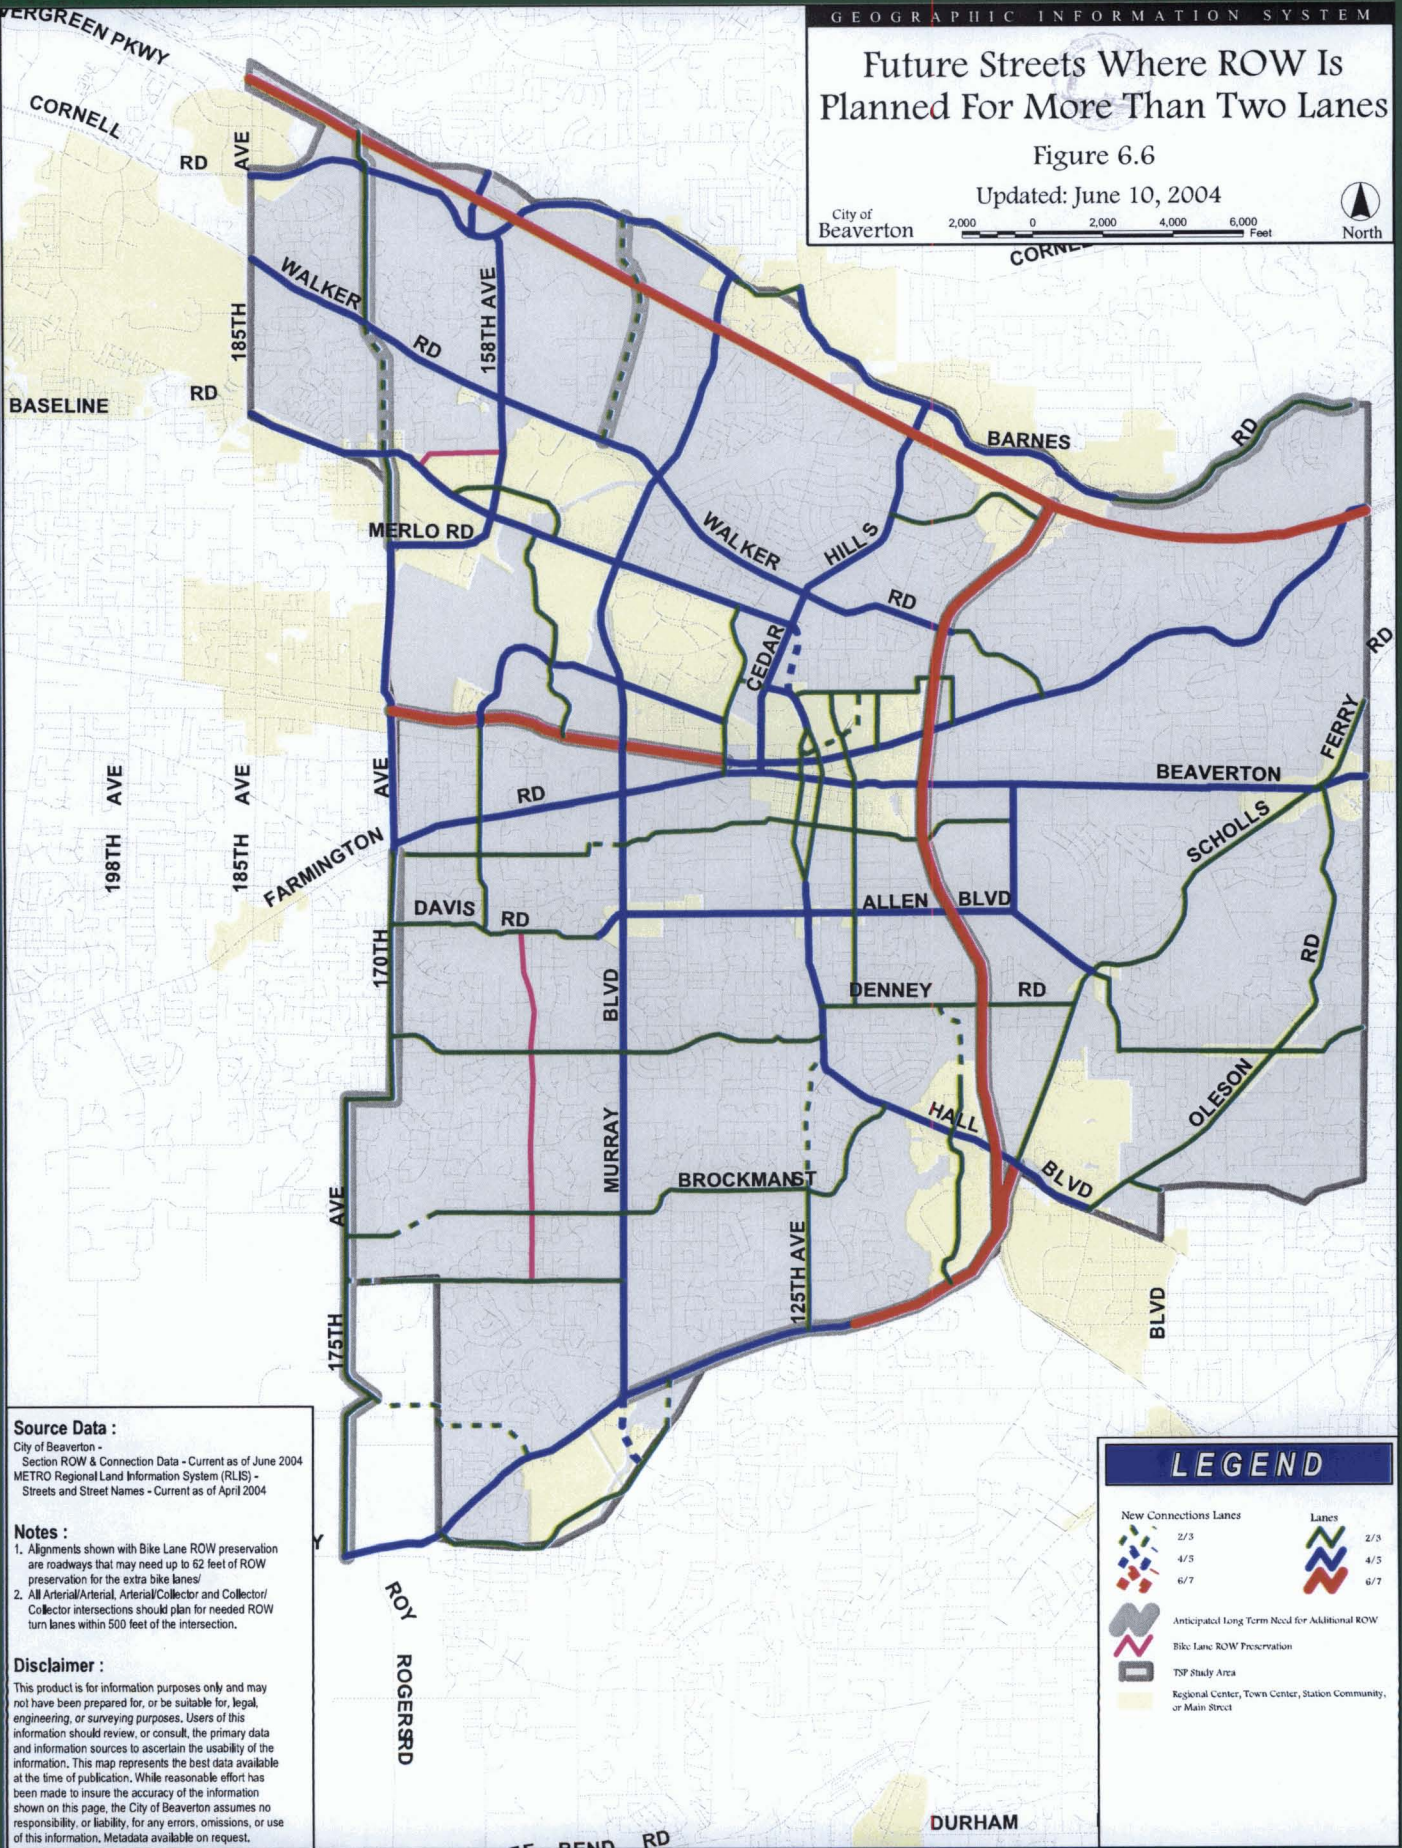 GEOGRAPHIC INFORMATION SYSTEM
Future Streets Where ROW Is
Planned For More Than Two Lanes
Figure 6.6
Updated: June 10, 2004
City of
Beaverton
2,000 0 2,000 4,000 6,000
Feet
North
VERGREEN PKWY
CORNELL
RD
AVE
CORNELL
WALKER
RD
185TH
158TH AVE
BASELINE
RD
BARNES
RD
MERLO RD
WALKER
RD
HILLS
CEDAR
RD
FERRY
BEAVERTON
SCHOLLS
198TH AVE
185TH AVE
AVE
RD
FARMINGTON
DAVIS
RD
ALLEN
BLVD
170TH
BLVD
DENNEY
RD
RD
OLESON
HALL
BLVD
MURRAY
BROCKMAN ST
AVE
175TH
125TH AVE
BLVD
Y
ROY
ROGERS RD
BEND RD
DURHAM
Source Data :
City of Beaverton -
Section ROW & Connection Data - Current as of June 2004
METRO Regional Land Information System (RLIS) -
Streets and Street Names - Current as of April 2004
Notes :
1. Alignments shown with Bike Lane ROW preservation
are roadways that may need up to 62 feet of ROW
preservation for the extra bike lanes/
2. All Arterial/Arterial, Arterial/Collector and Collector/
Collector intersections should plan for needed ROW
turn lanes within 500 feet of the intersection.
Disclaimer :
This product is for information purposes only and may
not have been prepared for, or be suitable for, legal,
engineering, or surveying purposes. Users of this
information should review, or consult, the primary data
and information sources to ascertain the usability of the
information. This map represents the best data available
at the time of publication. While reasonable effort has
been made to insure the accuracy of the information
shown on this page, the City of Beaverton assumes no
responsibility, or liability, for any errors, omissions, or use
of this information. Metadata available on request.
LEGEND
New Connections Lanes
2/3
4/5
6/7
Lanes
2/3
4/5
6/7
Anticipated Long Term Need for Additional ROW
Bike Lane ROW Preservation
TSP Study Area
Regional Center, Town Center, Station Community,
or Main Street